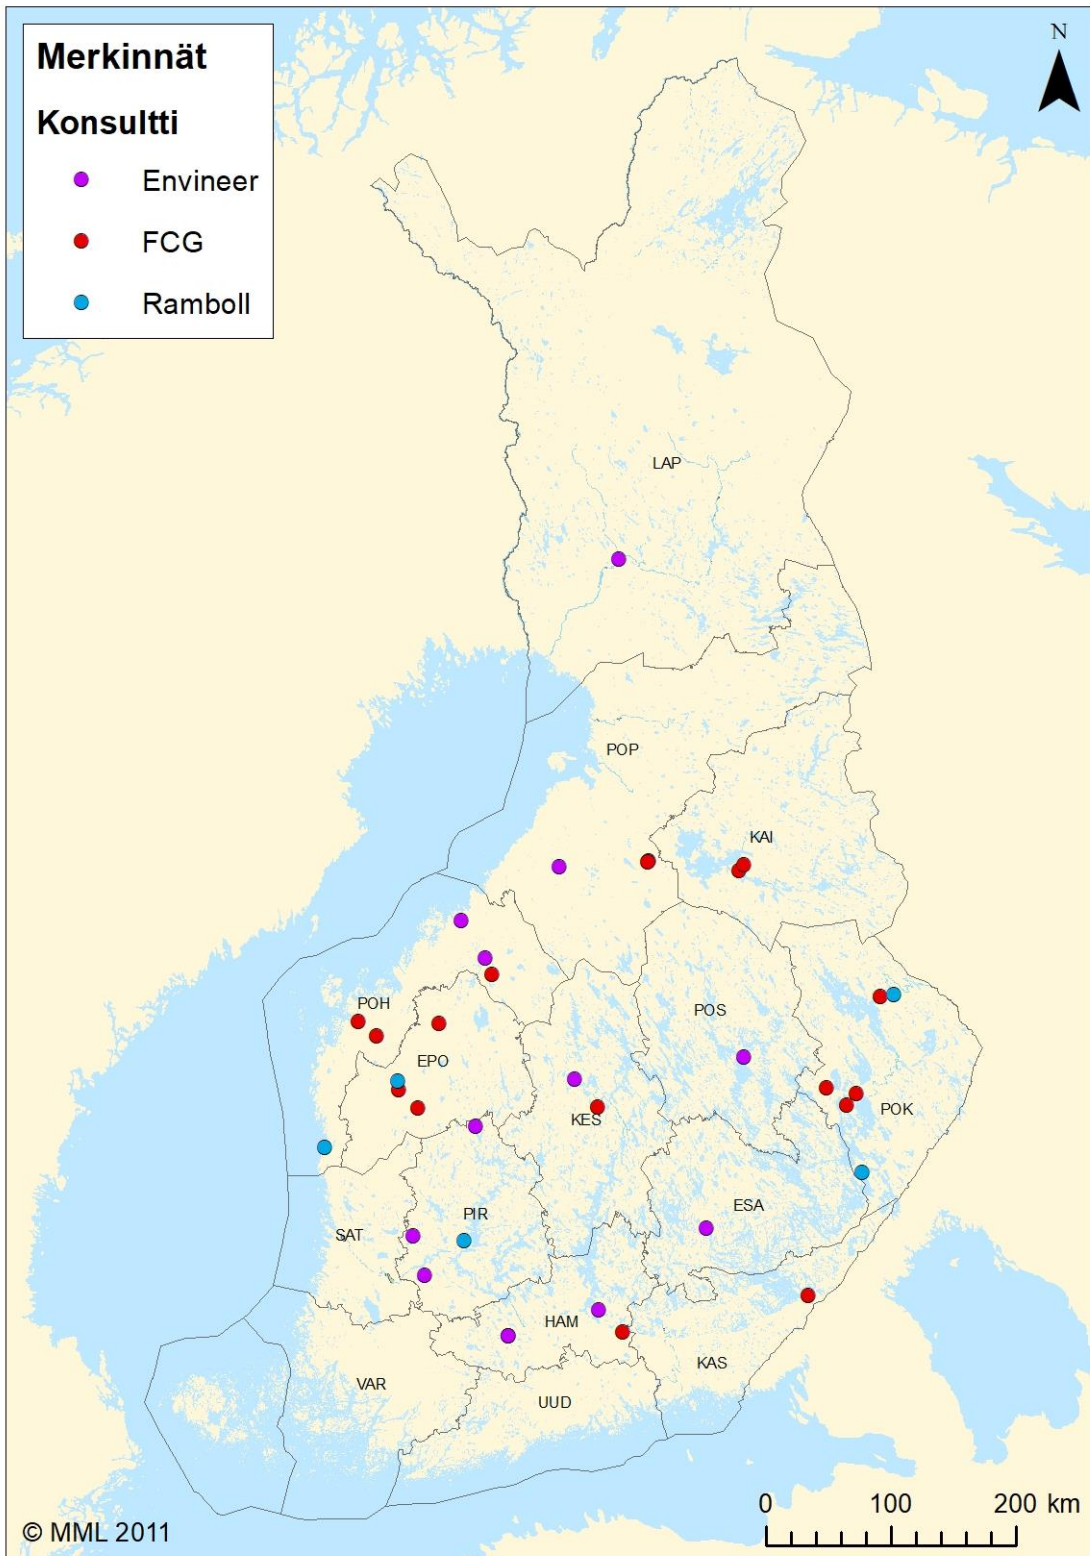 Merkinnät
Konsultti
Envineer
FCG
Ramboll
N
LAP
POP
KAI
POH
POS
EPO
KES
POK
ESA
PIR
SAT
HAM
KAS
VAR
UUD
0 100 200 km
© MML 2011